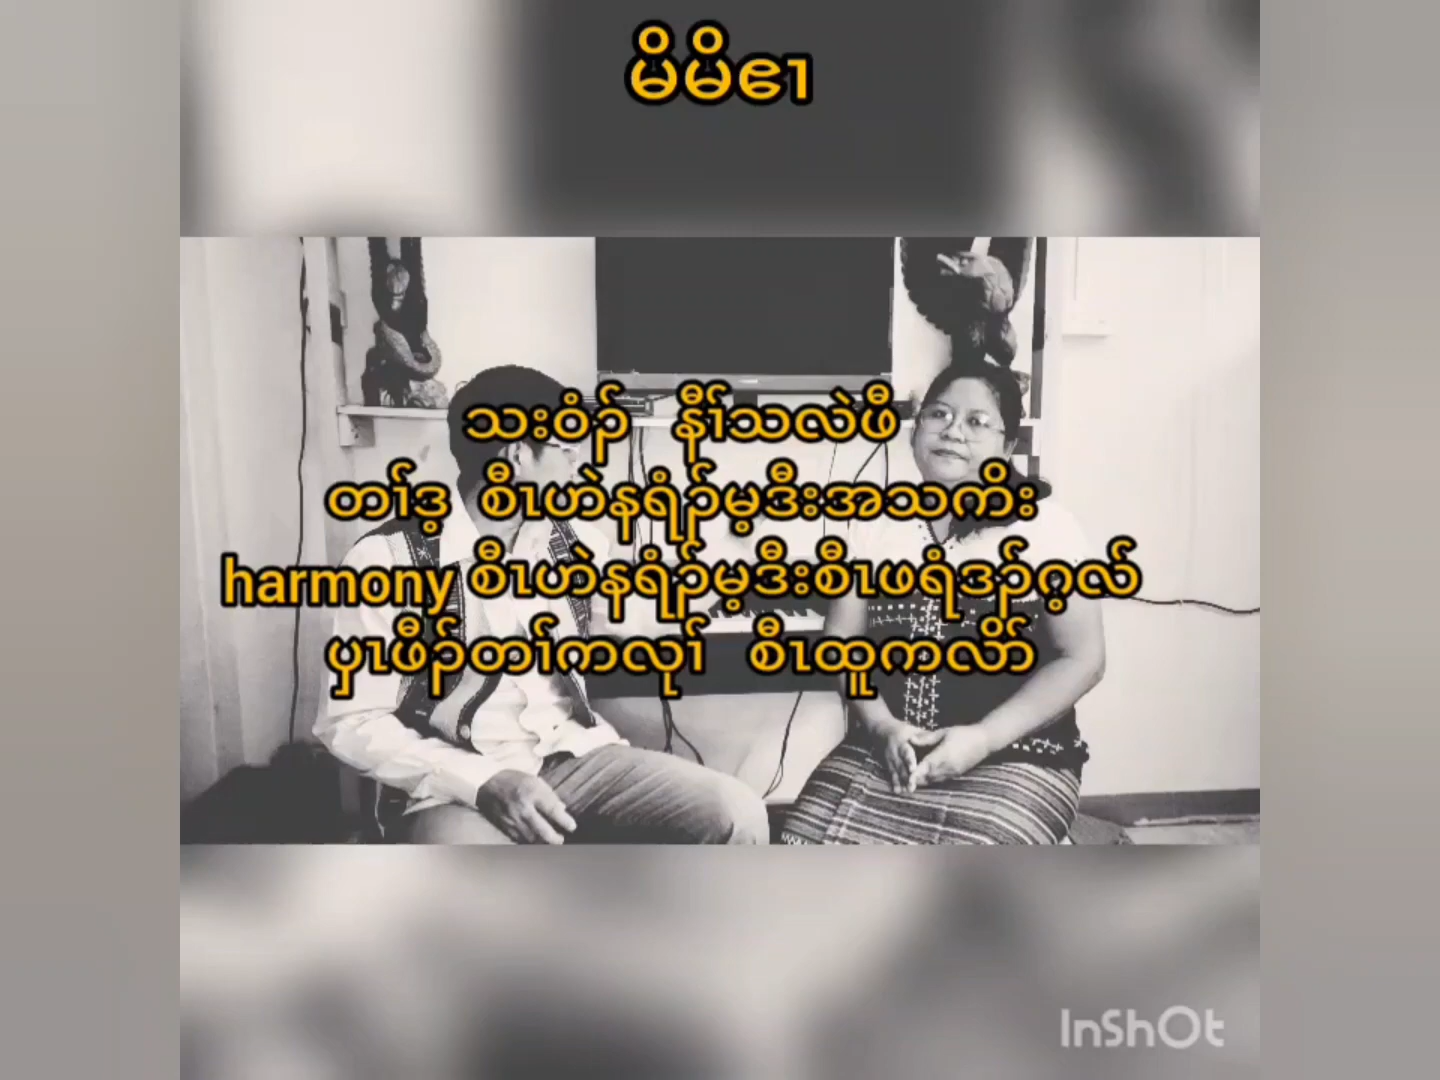 မိမိဧၢ
သးဝံၣ် နီၢ်သလဲဖီ
တၢ်ဒ့ စီၤဟဲနရံၣ်မ့ဒီးအသကိး
harmony စီၤဟဲနရံၣ်မ့ဒီးစီၤဖရံဒၣ်ဂ့လ်
ပှၤဖီၣ်တၢ်ကလုၢ် စီၤထူကလိာ်
InShOt